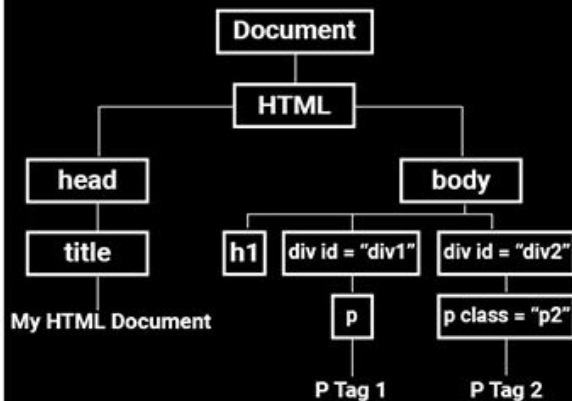 Document
HTML
head
body
title
h1
div id = “div1”
div id = “div2”
My HTML Document
p
p class = “p2”
P Tag 1
P Tag 2